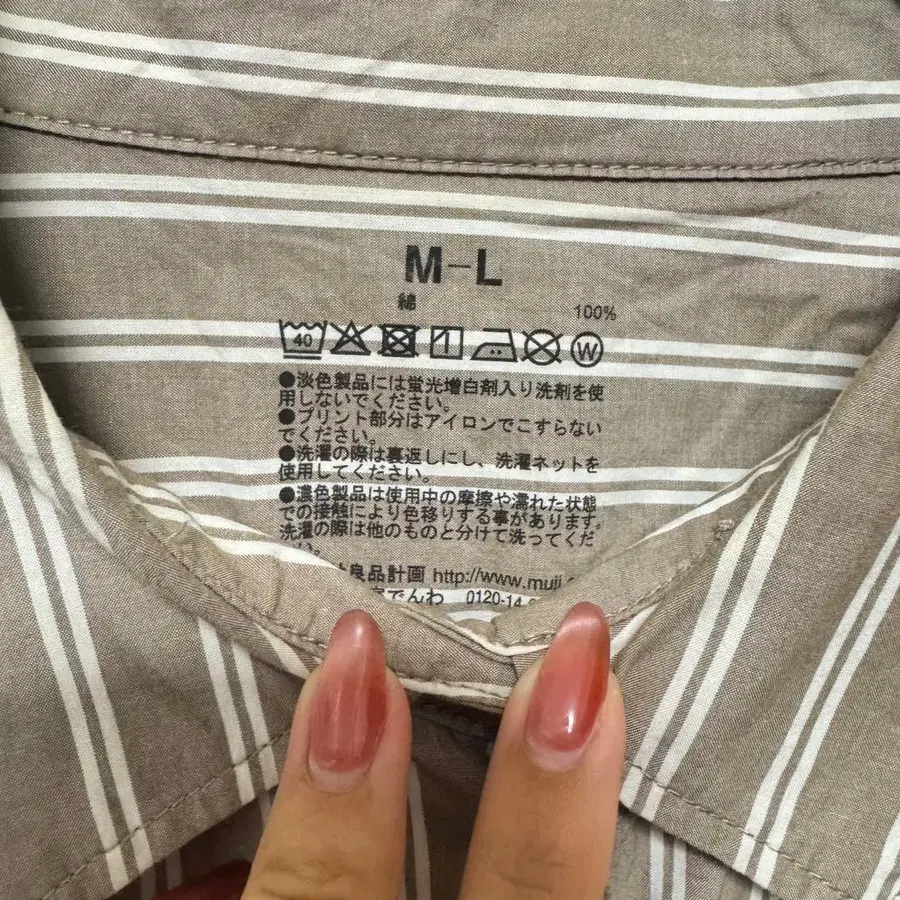 M-L
綿 100%
40 W
●淡色製品には蛍光増白剤入り洗剤を使
用しないでください。
●プリント部分はアイロンでこすらない
でください。
●洗濯の際は裏返しにし、洗濯ネットを
使用してください。
●濃色製品は使用中の摩擦や濡れた状態
での接触により色移りする事があります。
洗濯の際は他のものと分けて洗ってくだ
い。
良品計画 http://www.muji.
でんわ 0120-14-